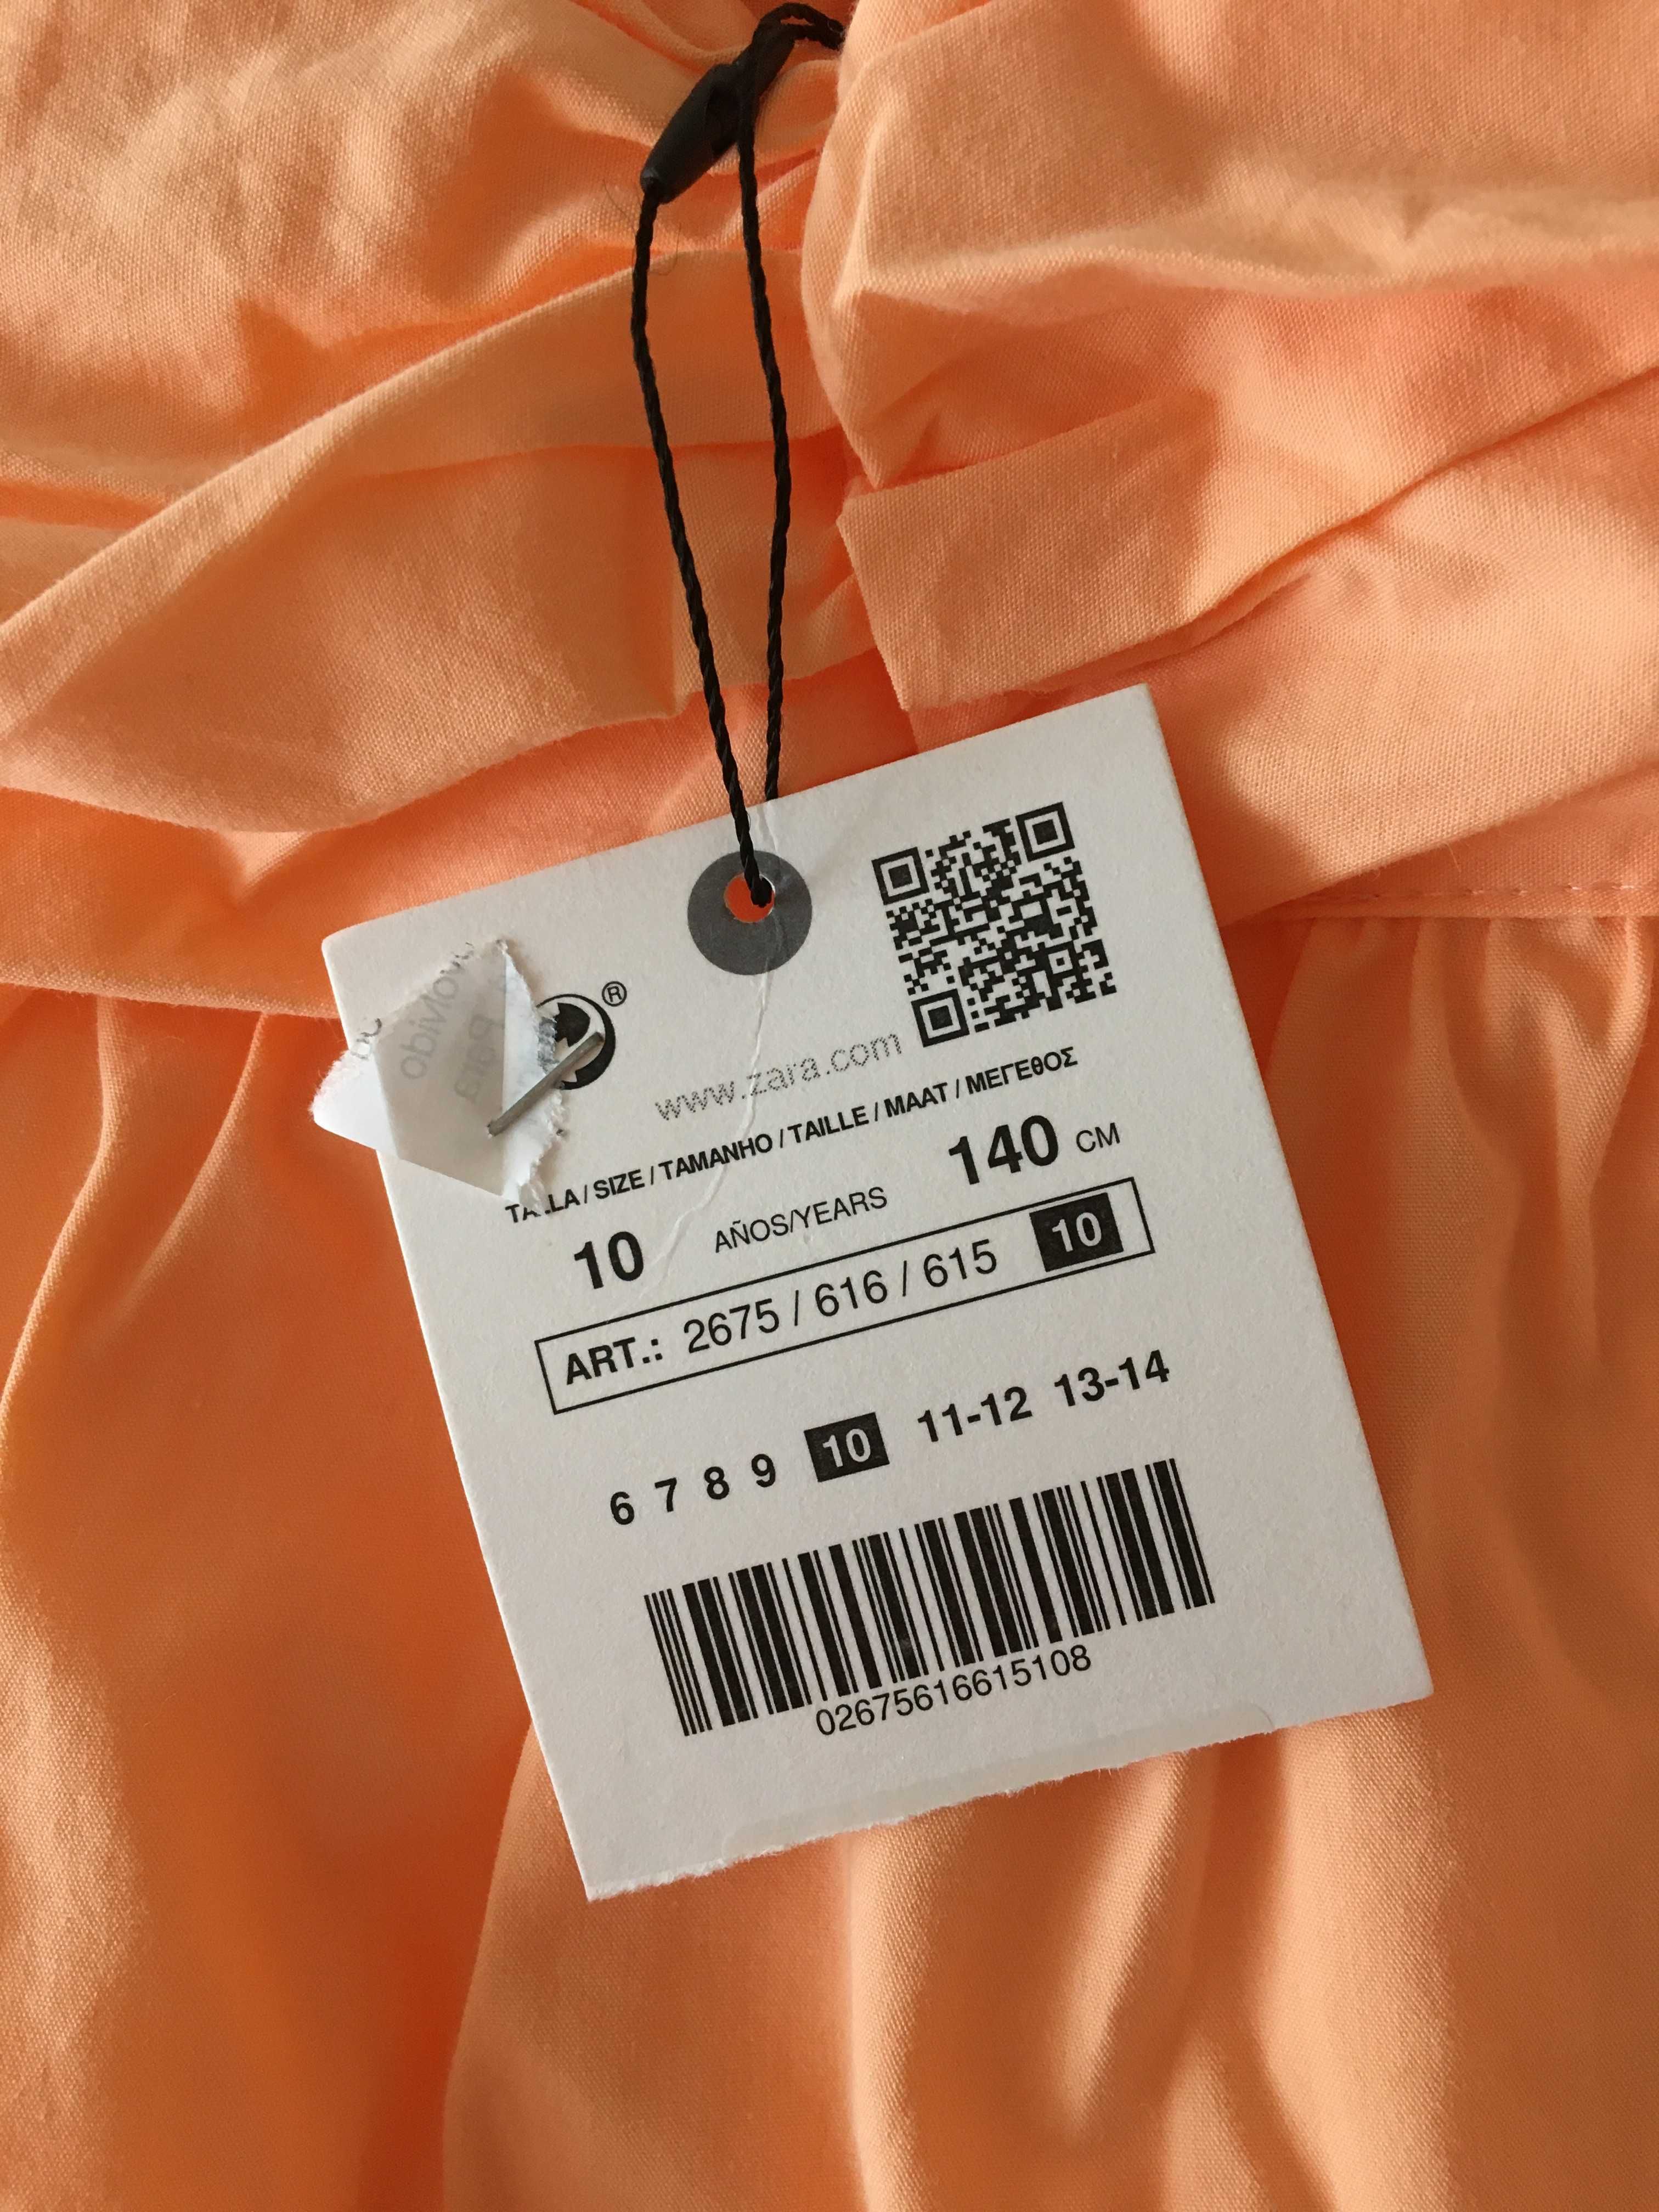 ®
www.zara.com
TALLA / SIZE / TAMANHO / TAILLE / MAAT / ΜΕΓΕΘΟΣ
10 AÑOS/YEARS 140 CM
ART.: 2675 / 616 / 615 10
6 7 8 9 10 11-12 13-14
02675616615108